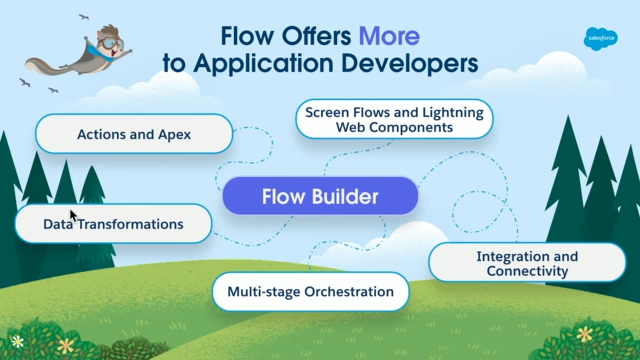 Flow Offers More
to Application Developers
salesforce
Actions and Apex
Screen Flows and Lightning
Web Components
Flow Builder
Data Transformations
Integration and
Connectivity
Multi-stage Orchestration